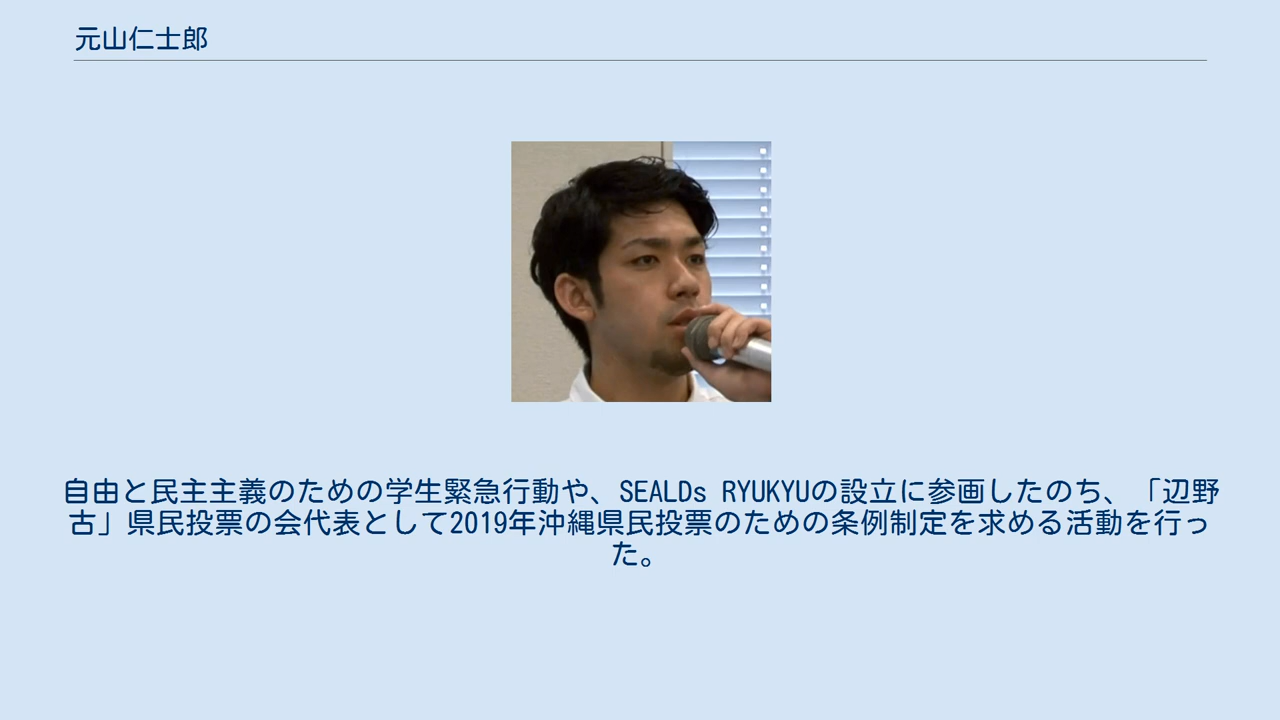 元山仁士郎
自由と民主主義のための学生緊急行動や、SEALDs RYUKYUの設立に参画したのち、「辺野
古」県民投票の会代表として2019年沖縄県民投票のための条例制定を求める活動を行っ
た。